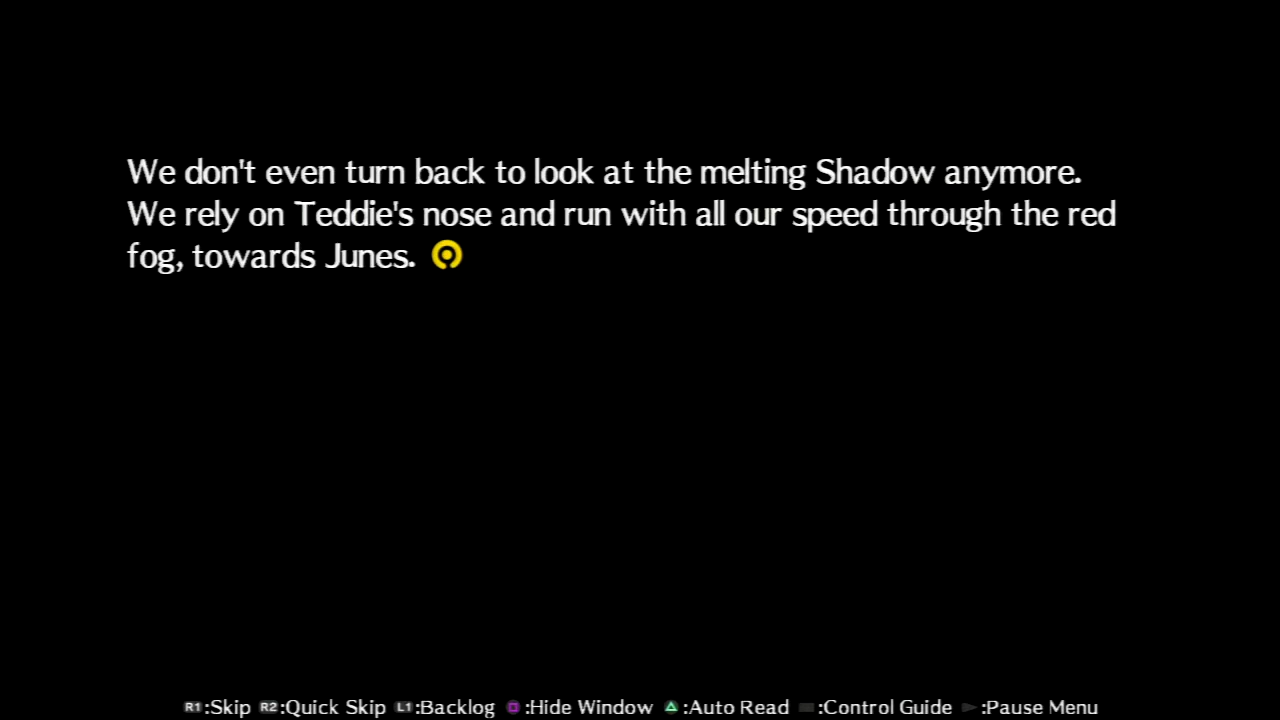 We don't even turn back to look at the melting Shadow anymore.
We rely on Teddie's nose and run with all our speed through the red
fog, towards Junes.
R1:Skip R2:Quick Skip L1:Backlog :Hide Window :Auto Read :Control Guide :Pause Menu